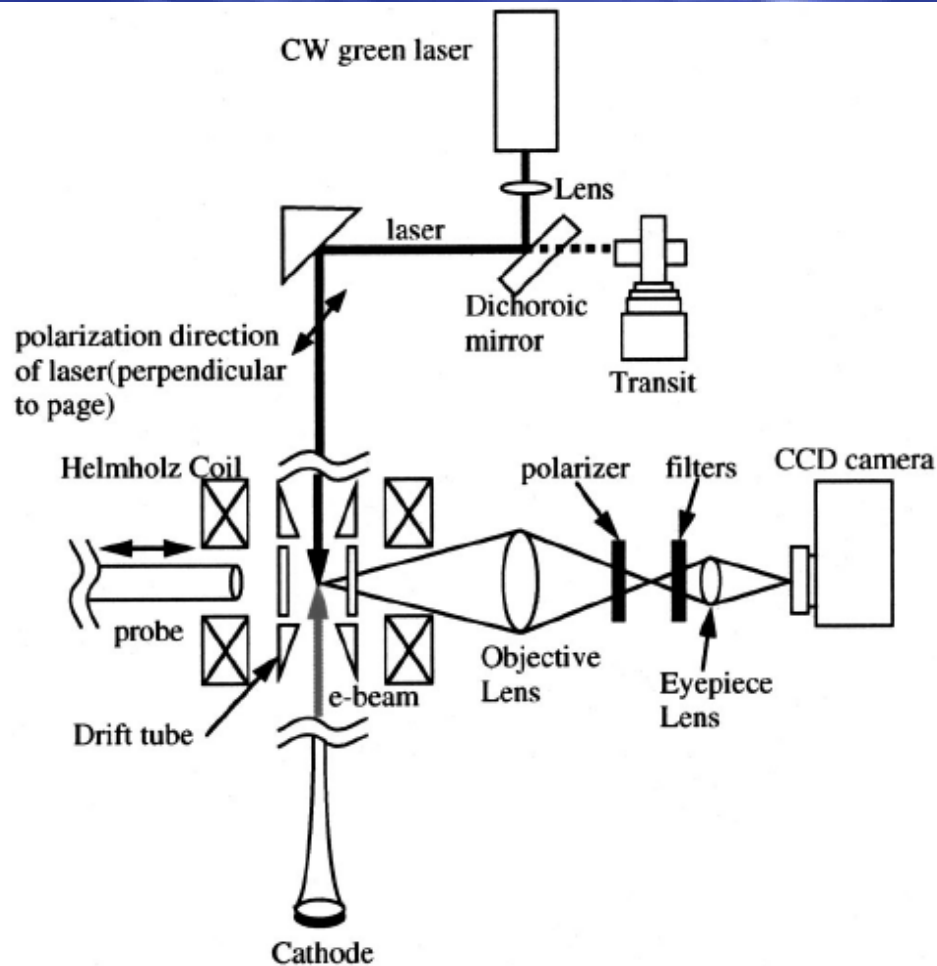 CW green laser
Lens
laser
Dichoroic
mirror
Transit
polarization direction
of laser(perpendicular
to page)
Helmholz Coil
polarizer
filters
CCD camera
probe
Objective
Lens
Eyepiece
Lens
e-beam
Drift tube
Cathode